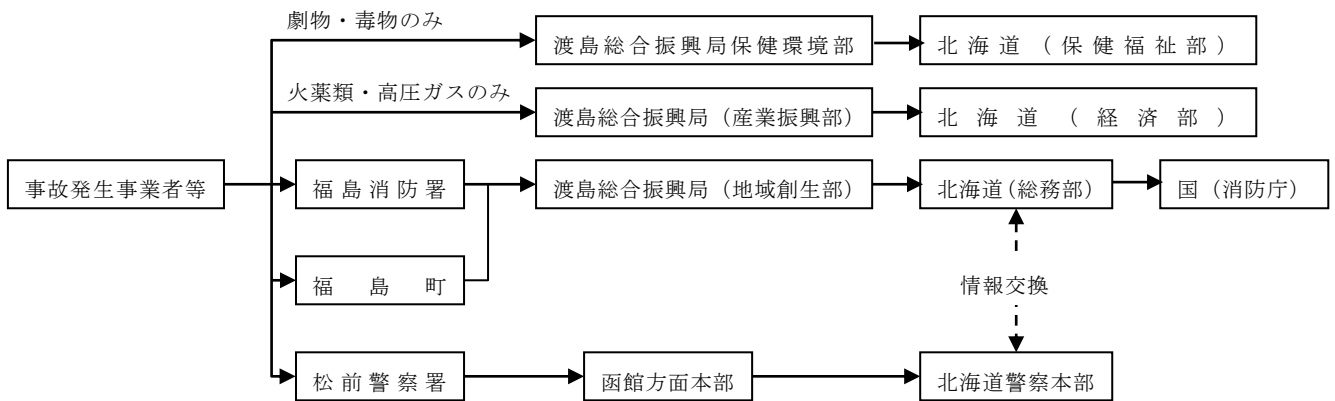 劇物・毒物のみ
渡島総合振興局保健環境部
北海道（保健福祉部）
火薬類・高圧ガスのみ
渡島総合振興局（産業振興部）
北海道（経済部）
事故発生事業者等
福島消防署
渡島総合振興局（地域創生部）
北海道(総務部)
国（消防庁）
福島町
情報交換
松前警察署
函館方面本部
北海道警察本部